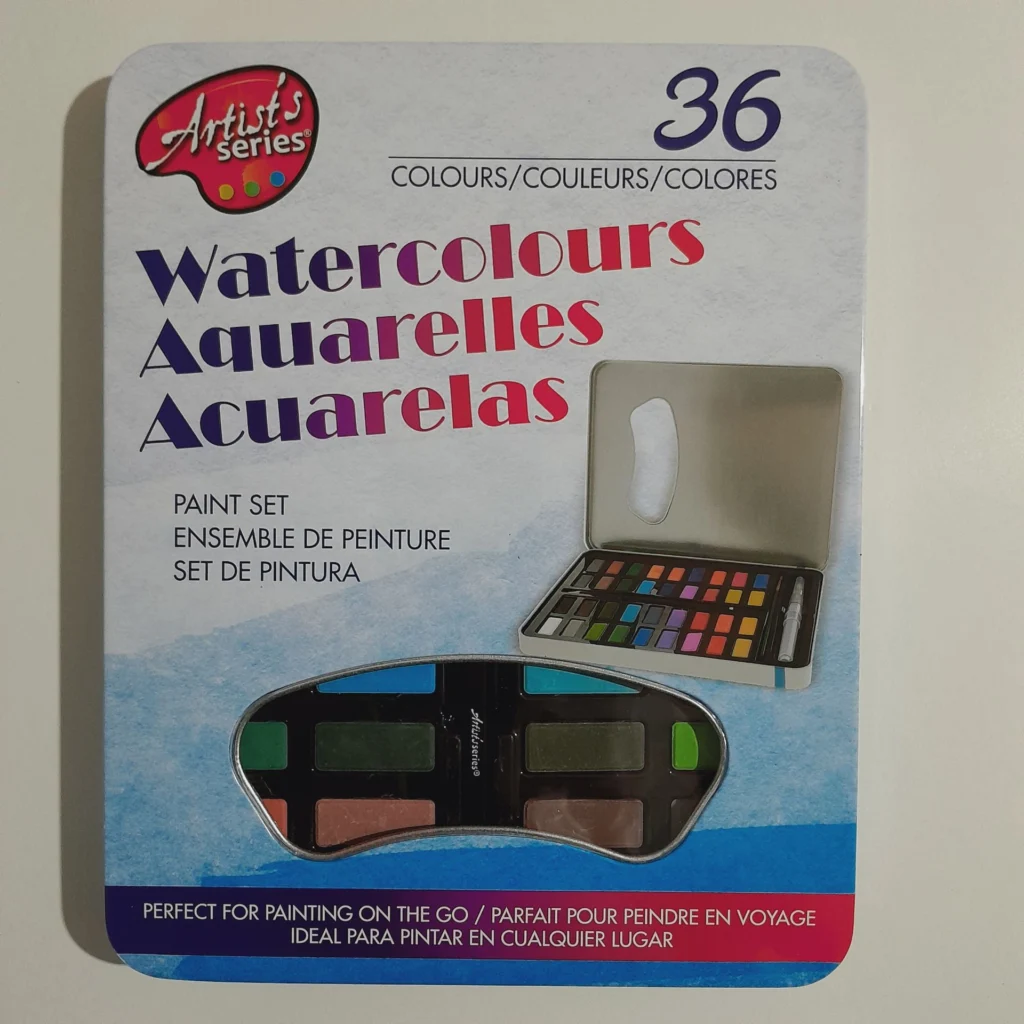 Artist's
series®
36
COLOURS/COULEURS/COLORES
Watercolours
Aquarelles
Acuarelas
PAINT SET
ENSEMBLE DE PEINTURE
SET DE PINTURA
Artist's series®
PERFECT FOR PAINTING ON THE GO / PARFAIT POUR PEINDRE EN VOYAGE
IDEAL PARA PINTAR EN CUALQUIER LUGAR